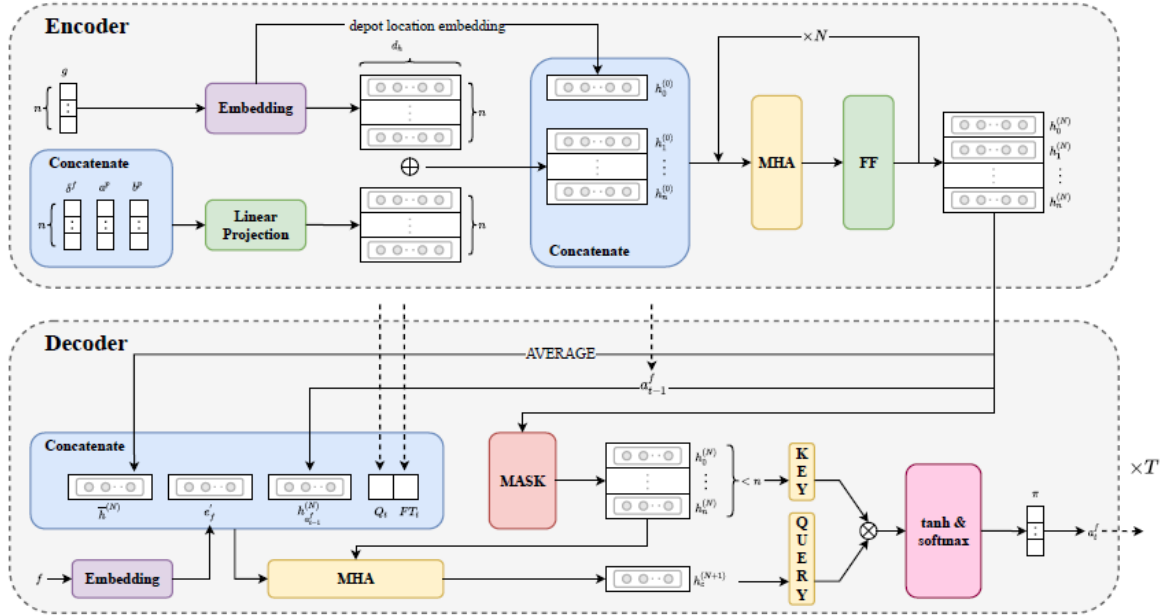 Encoder
depot location embedding
× N
d_h
g
n
Embedding
n
h_0^{(0)}
h_1^{(0)}
⋮
h_n^{(0)}
Concatenate
MHA
FF
h_0^{(N)}
h_1^{(N)}
⋮
h_n^{(N)}
Concatenate
δ^f a^p b^p
n
Linear
Projection
n
Decoder
AVERAGE
a_{t-1}^f
Concatenate
\overline{h}^{(N)}
e'_f
h_{a_{t-1}^f}^{(N)}
Q_t FT_t
MASK
h_0^{(N)}
⋮
h_n^{(N)}
< n
KEY
QUERY
tanh &
softmax
π
a_t^f
× T
f
Embedding
MHA
h_c^{(N+1)}